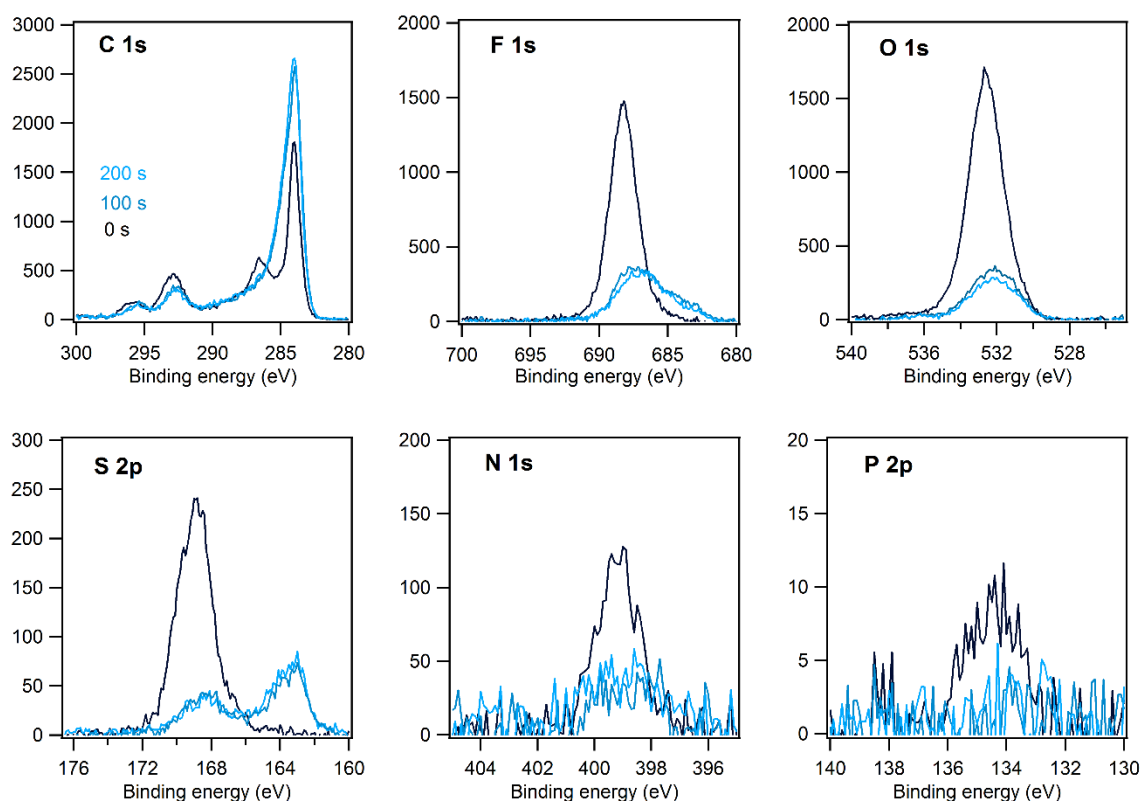 C 1s
3000
2500
2000
1500
1000
500
0
200 s
100 s
0 s
300 295 290 284 280
Binding energy (eV)
F 1s
2000
1500
1000
500
0
700 695 690 685 680
Binding energy (eV)
O 1s
2000
1500
1000
500
0
540 536 532 528
Binding energy (eV)
S 2p
300
250
200
150
100
50
0
176 172 168 164 160
Binding energy (eV)
N 1s
200
150
100
50
0
404 402 400 398 396
Binding energy (eV)
P 2p
20
15
10
5
0
140 138 136 134 132 130
Binding energy (eV)